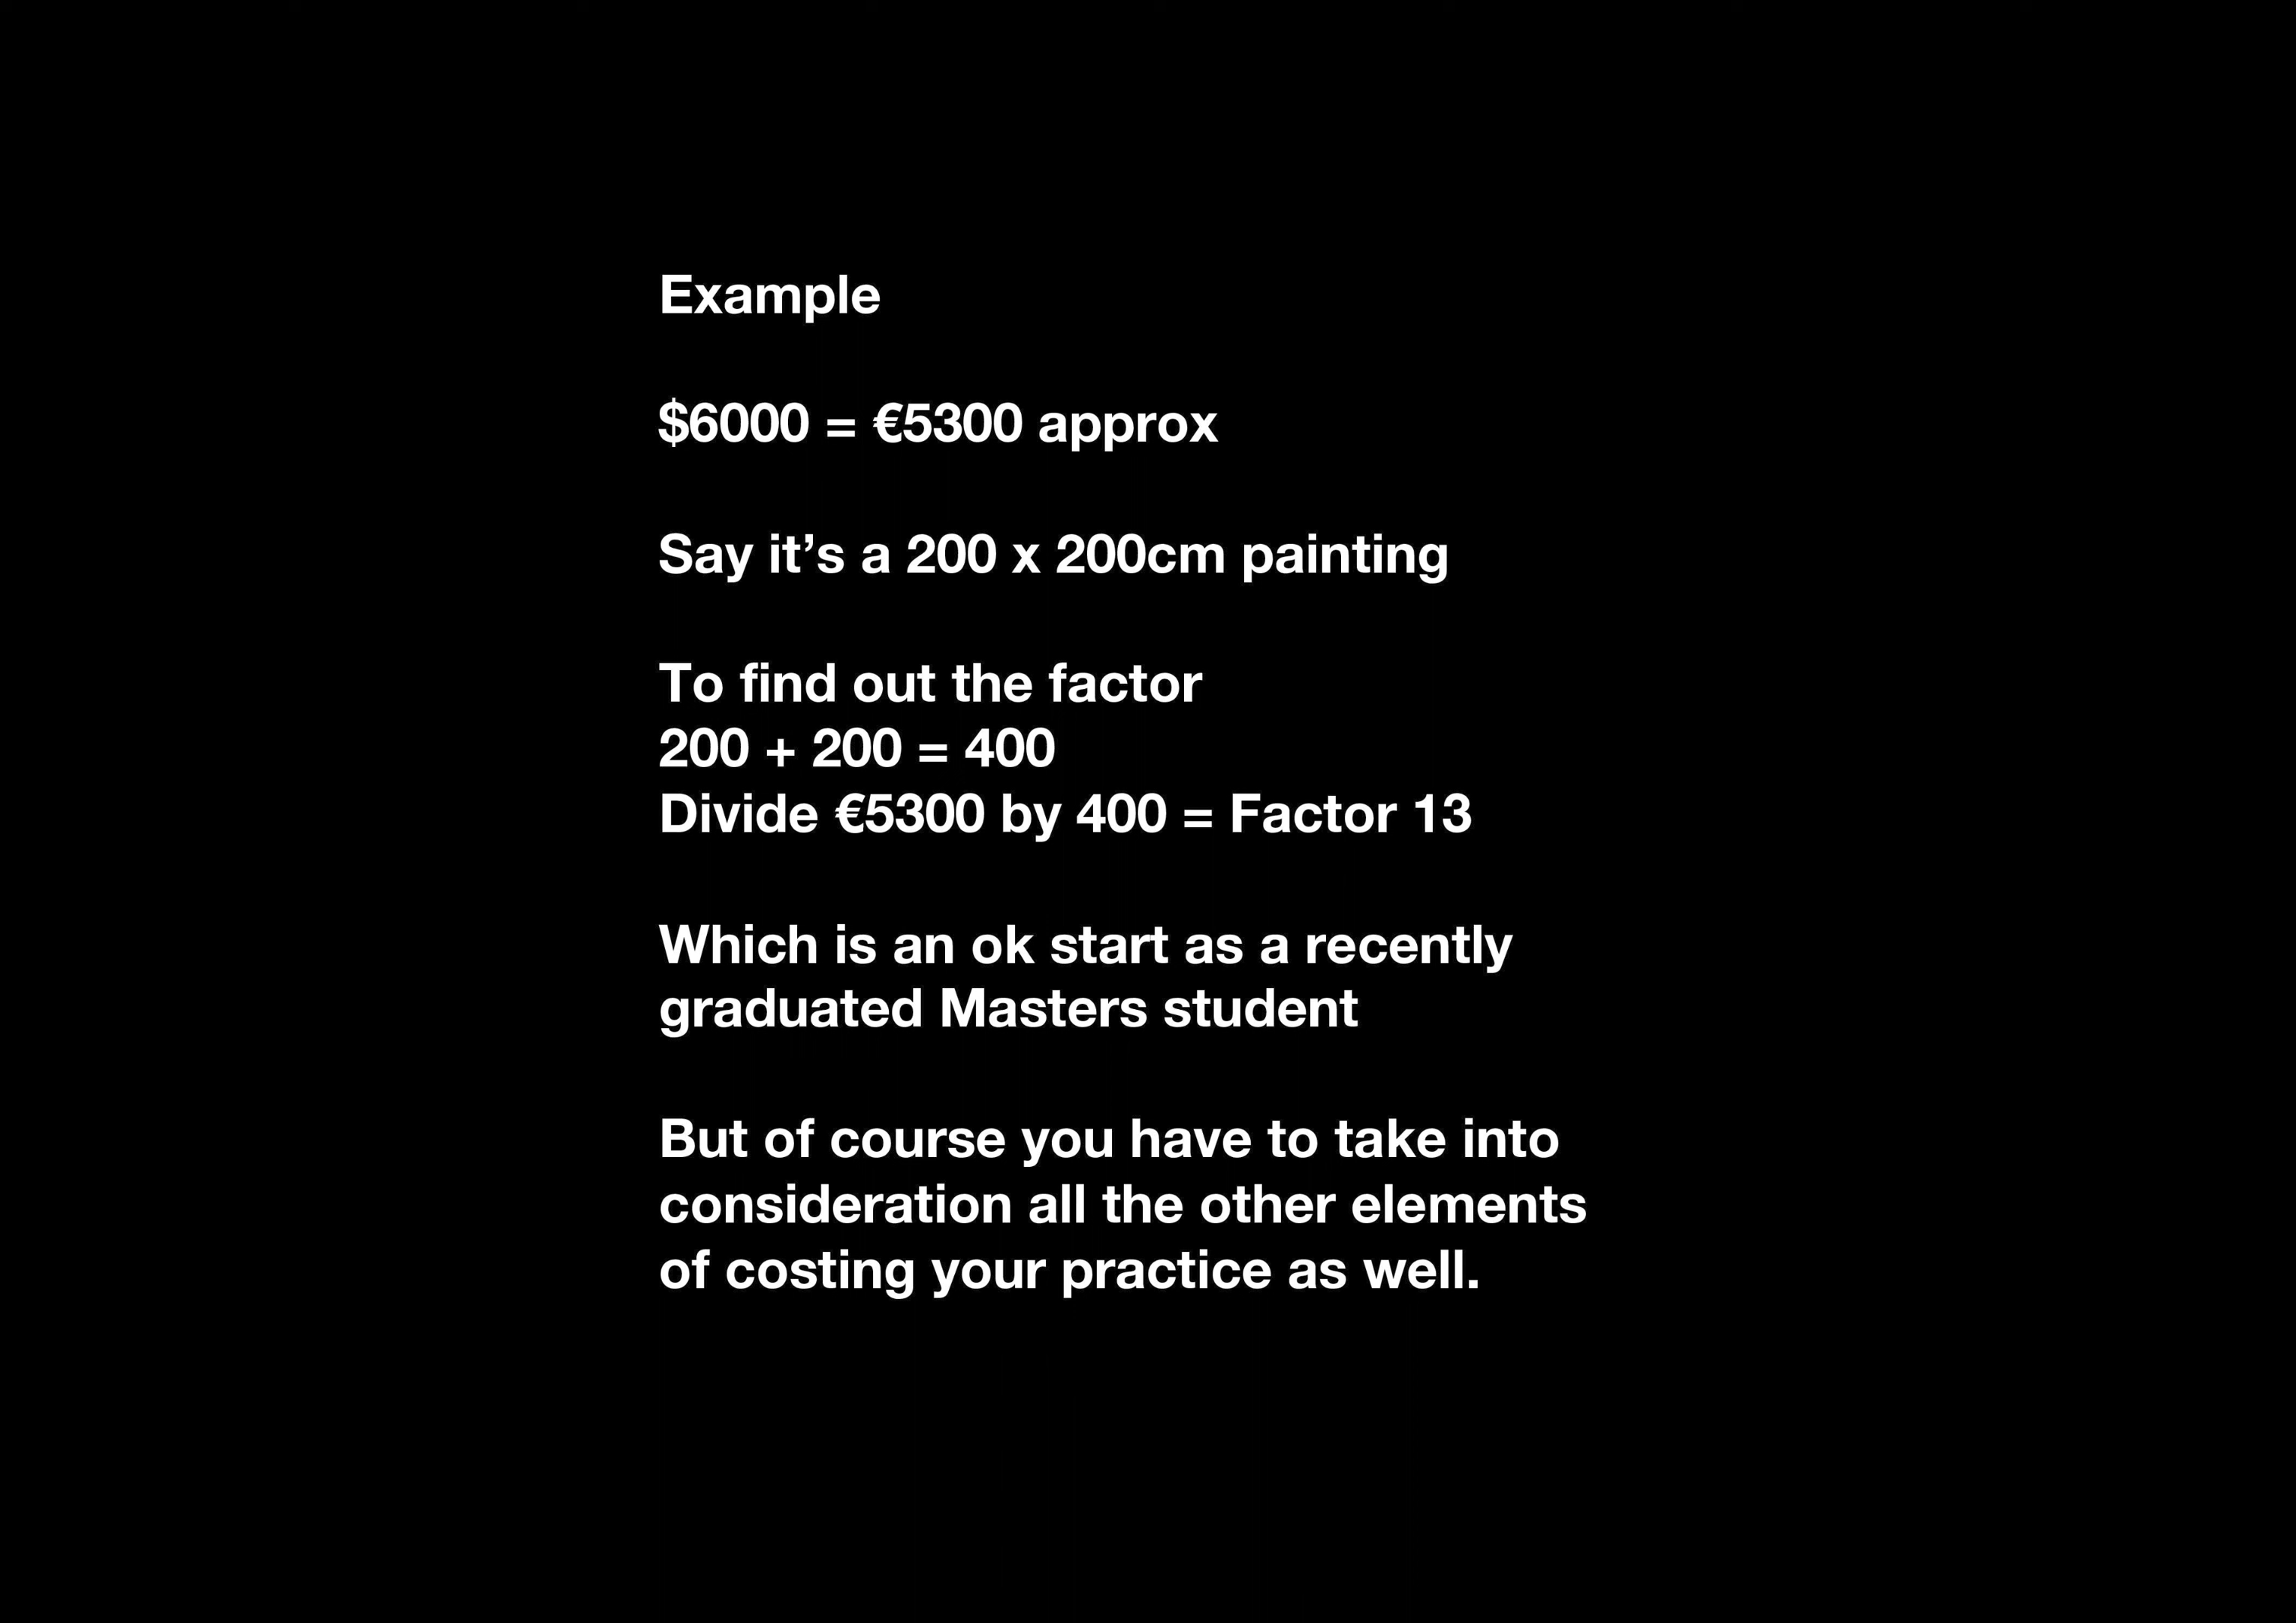 Example
$6000 = €5300 approx
Say it’s a 200 x 200cm painting
To find out the factor
200 + 200 = 400
Divide €5300 by 400 = Factor 13
Which is an ok start as a recently
graduated Masters student
But of course you have to take into
consideration all the other elements
of costing your practice as well.